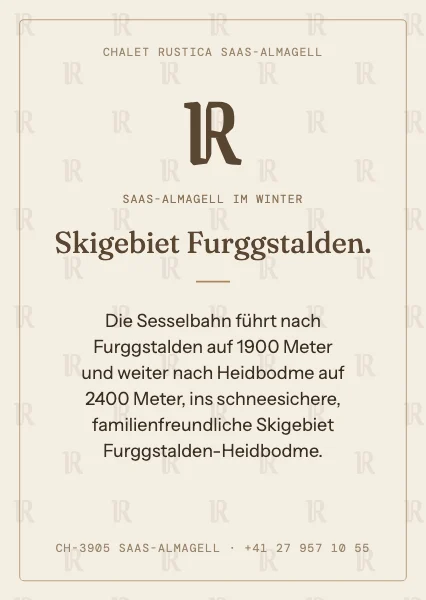 CHALET RUSTICA SAAS-ALMAGELL
R
SAAS-ALMAGELL IM WINTER
Skigebiet Furggstalden.
Die Sesselbahn führt nach
Furggstalden auf 1900 Meter
und weiter nach Heidbodme auf
2400 Meter, ins schneesichere,
familienfreundliche Skigebiet
Furggstalden-Heidbodme.
CH-3905 SAAS-ALMAGELL · +41 27 957 10 55